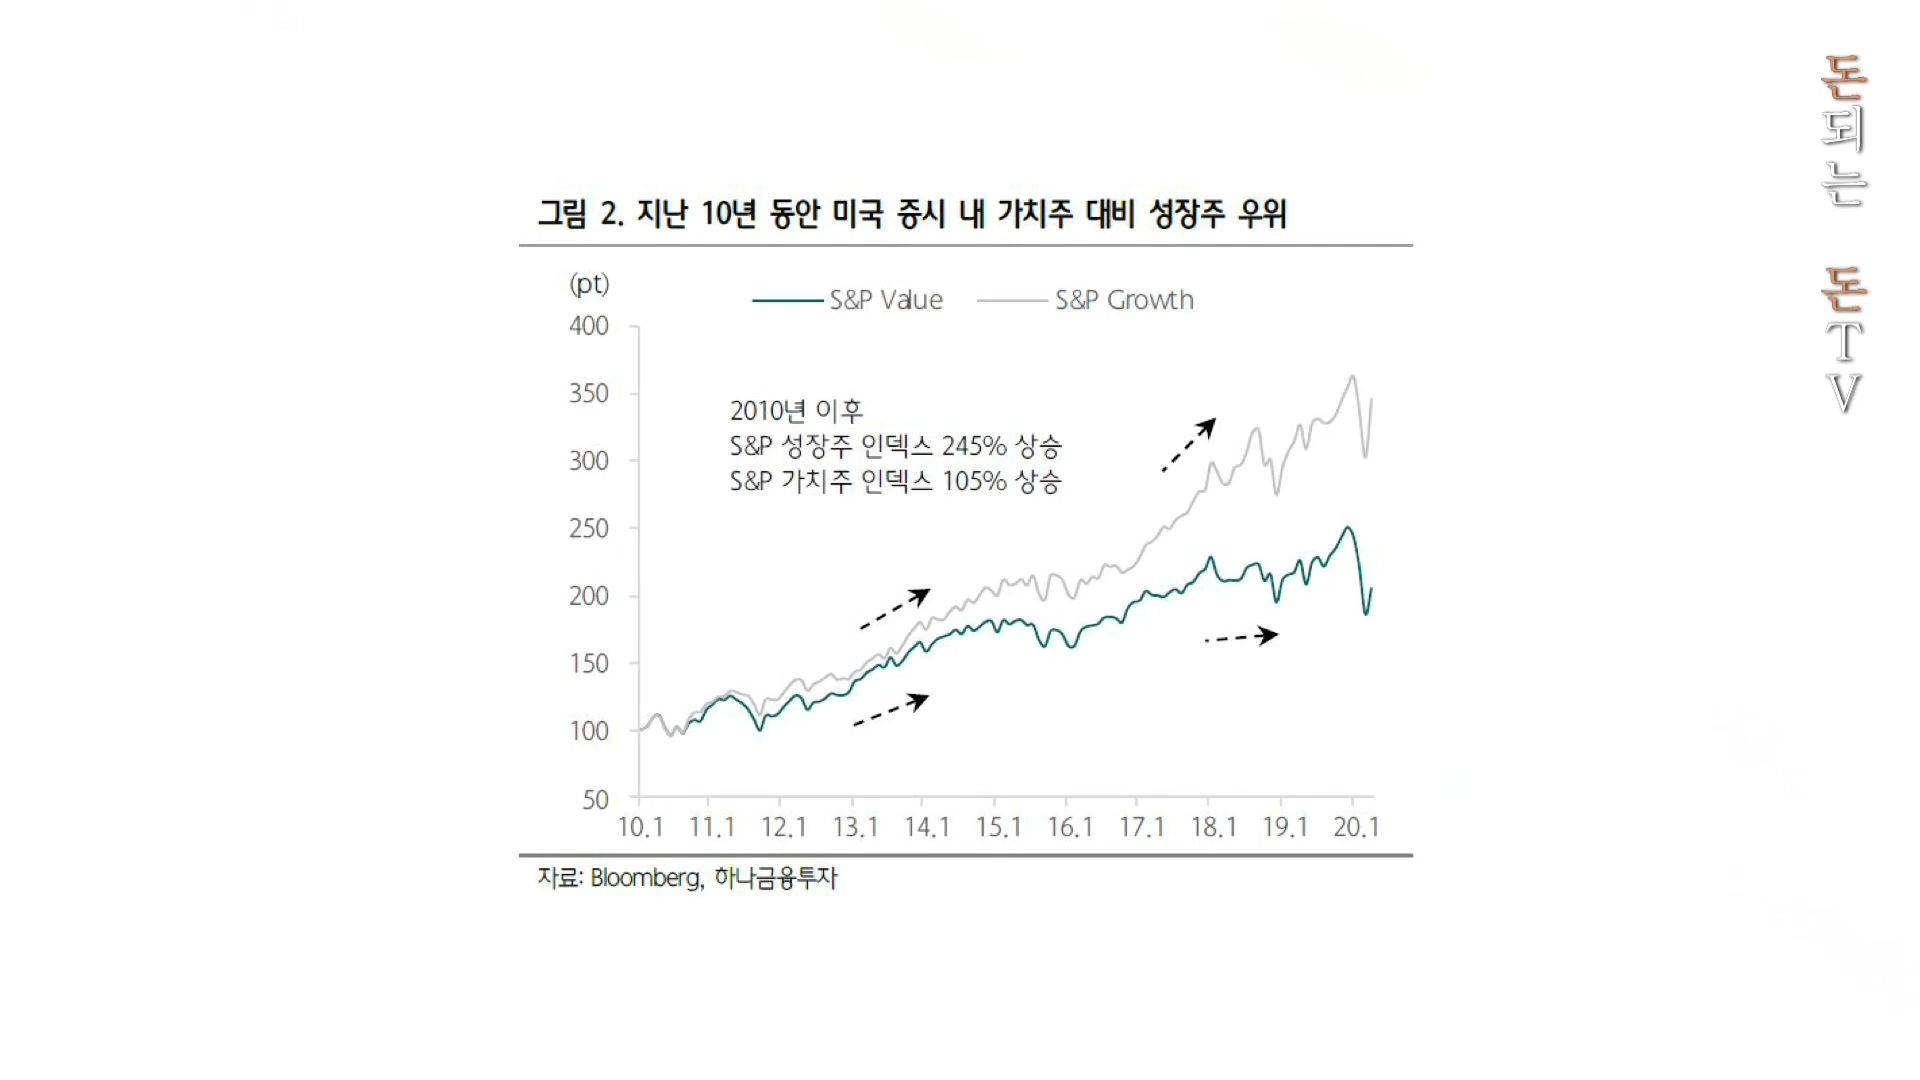 그림 2. 지난 10년 동안 미국 증시 내 가치주 대비 성장주 우위
(pt)
S&P Value
S&P Growth
400
350
300
250
200
150
100
50
2010년 이후
S&P 성장주 인덱스 245% 상승
S&P 가치주 인덱스 105% 상승
10.1 11.1 12.1 13.1 14.1 15.1 16.1 17.1 18.1 19.1 20.1
자료: Bloomberg, 하나금융투자
돈되는 돈TV